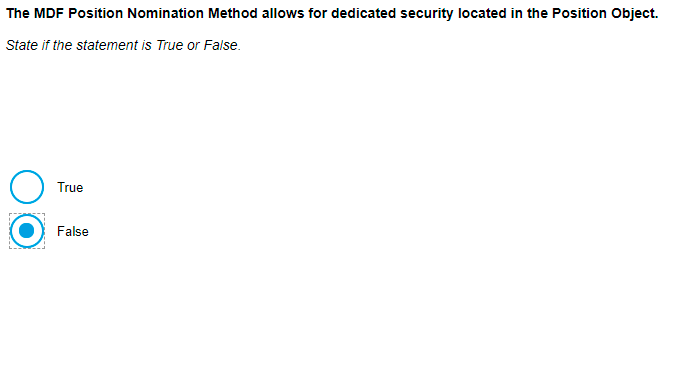 The MDF Position Nomination Method allows for dedicated security located in the Position Object.
State if the statement is True or False.
True
False